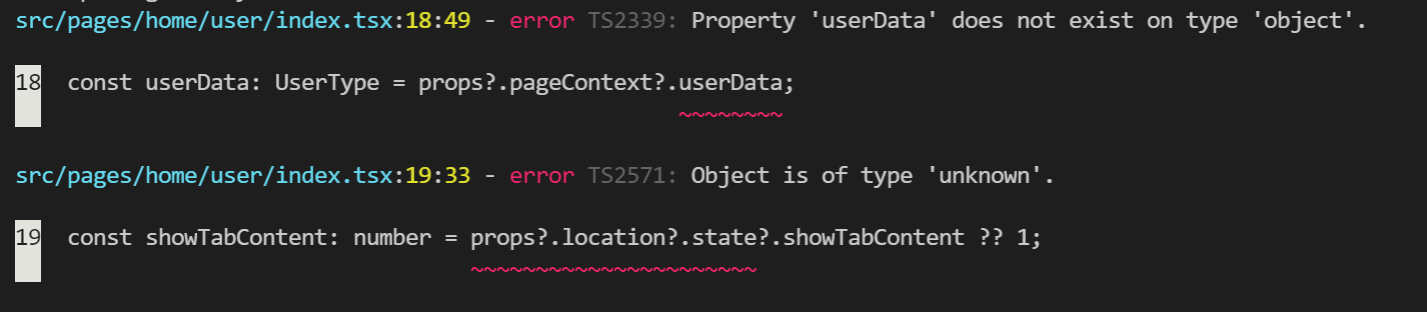 src/pages/home/user/index.tsx:18:49 - error TS2339: Property 'userData' does not exist on type 'object'.
18 const userData: UserType = props?.pageContext?.userData;
~~~~~~~~
src/pages/home/user/index.tsx:19:33 - error TS2571: Object is of type 'unknown'.
19 const showTabContent: number = props?.location?.state?.showTabContent ?? 1;
~~~~~~~~~~~~~~~~~~~~~~